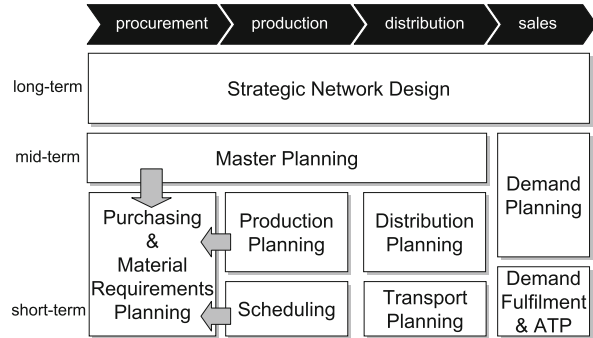 procurement production distribution sales
long-term
Strategic Network Design
mid-term
Master Planning
Demand
Planning
Purchasing
&
Material
Requirements
Planning
Production
Planning
Distribution
Planning
short-term
Scheduling
Transport
Planning
Demand
Fulfilment
& ATP